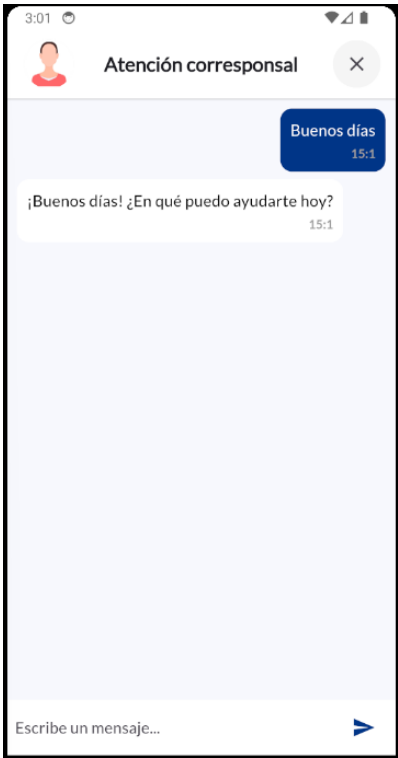 3:01
Atención corresponsal
Buenos días
15:1
¡Buenos días! ¿En qué puedo ayudarte hoy?
15:1
Escribe un mensaje...